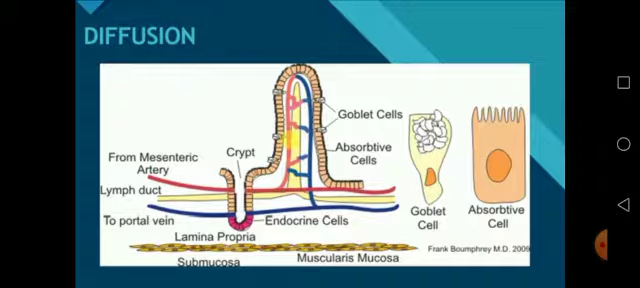 DIFFUSION
Goblet Cells
Absorbtive
Cells
From Mesenteric
Artery
Crypt
Lymph duct
To portal vein
Endocrine Cells
Lamina Propria
Submucosa
Muscularis Mucosa
Goblet
Cell
Absorbtive
Cell
Frank Boumphrey M.D. 2009